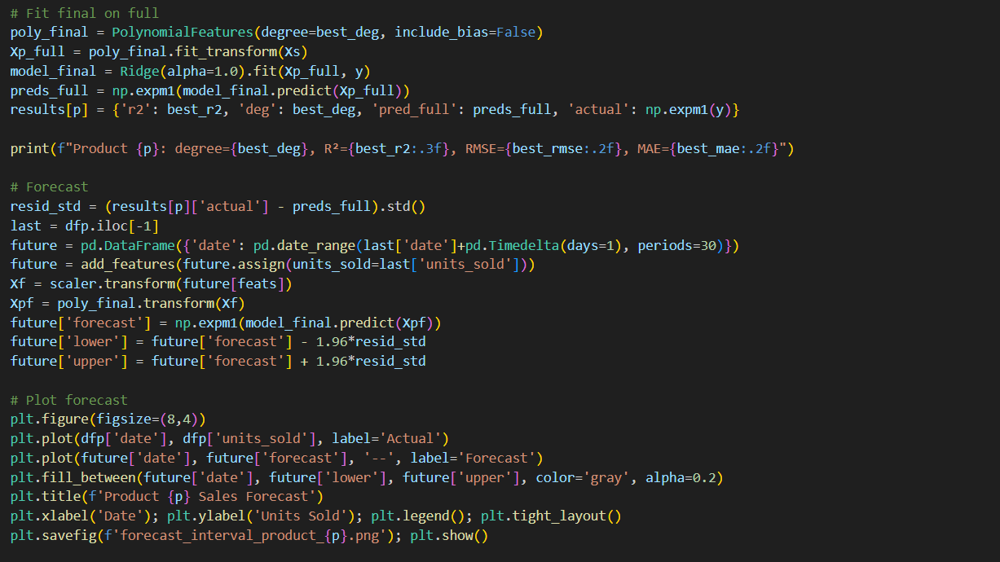 # Fit final on full
poly_final = PolynomialFeatures(degree=best_deg, include_bias=False)
Xp_full = poly_final.fit_transform(Xs)
model_final = Ridge(alpha=1.0).fit(Xp_full, y)
preds_full = np.expm1(model_final.predict(Xp_full))
results[p] = {'r2': best_r2, 'deg': best_deg, 'pred_full': preds_full, 'actual': np.expm1(y)}
print(f"Product {p}: degree={best_deg}, R²={best_r2:.3f}, RMSE={best_rmse:.2f}, MAE={best_mae:.2f}")
# Forecast
resid_std = (results[p]['actual'] - preds_full).std()
last = dfp.iloc[-1]
future = pd.DataFrame({'date': pd.date_range(last['date']+pd.Timedelta(days=1), periods=30)})
future = add_features(future.assign(units_sold=last['units_sold']))
Xf = scaler.transform(future[feats])
Xpf = poly_final.transform(Xf)
future['forecast'] = np.expm1(model_final.predict(Xpf))
future['lower'] = future['forecast'] - 1.96*resid_std
future['upper'] = future['forecast'] + 1.96*resid_std
# Plot forecast
plt.figure(figsize=(8,4))
plt.plot(dfp['date'], dfp['units_sold'], label='Actual')
plt.plot(future['date'], future['forecast'], '--', label='Forecast')
plt.fill_between(future['date'], future['lower'], future['upper'], color='gray', alpha=0.2)
plt.title(f'Product {p} Sales Forecast')
plt.xlabel('Date'); plt.ylabel('Units Sold'); plt.legend(); plt.tight_layout()
plt.savefig(f'forecast_interval_product_{p}.png'); plt.show()